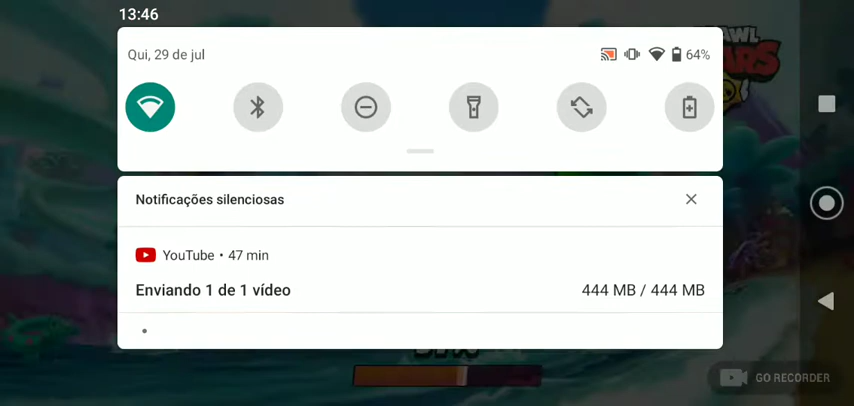 13:46
Qui, 29 de jul
64%
Notificações silenciosas
YouTube • 47 min
Enviando 1 de 1 vídeo
444 MB / 444 MB
GO RECORDER